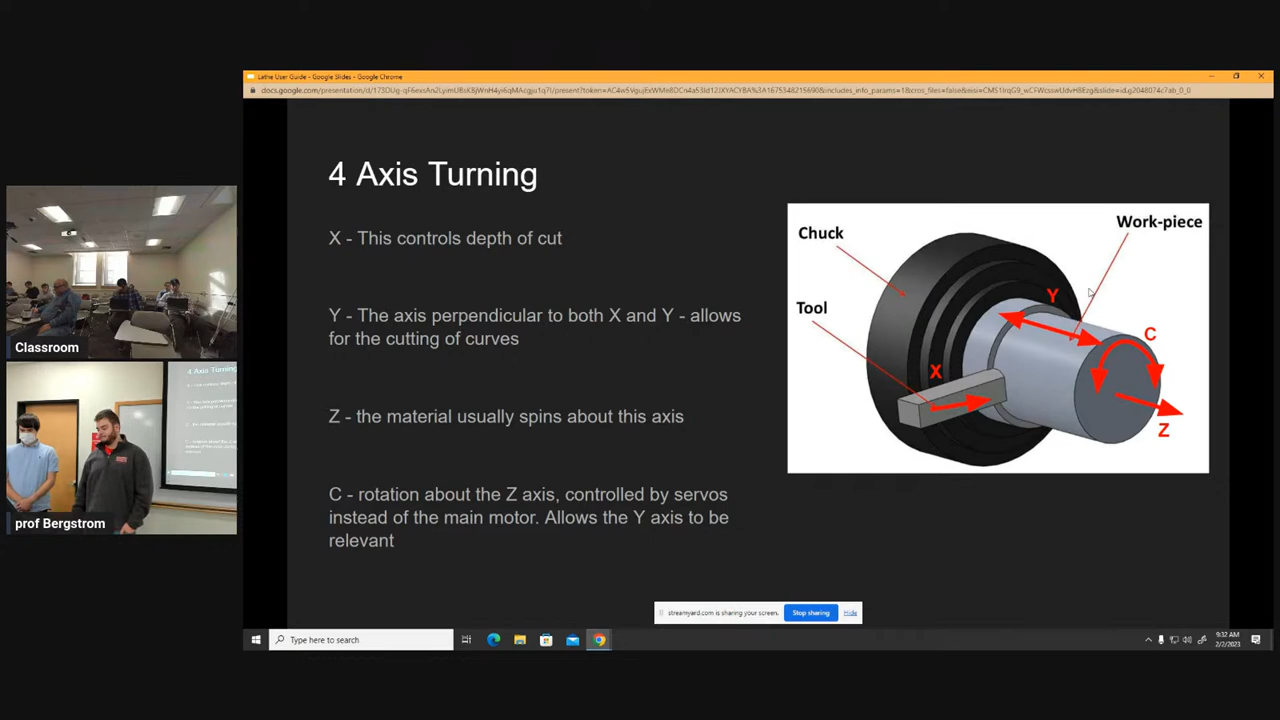 Lathe User Guide - Google Slides - Google Chrome
4 Axis Turning
X - This controls depth of cut
Y - The axis perpendicular to both X and Y - allows
for the cutting of curves
Z - the material usually spins about this axis
C - rotation about the Z axis, controlled by servos
instead of the main motor. Allows the Y axis to be
relevant
Chuck
Work-piece
Tool
Y
C
X
Z
Classroom
4 Axis Turning
prof Bergstrom
streamyard.com is sharing your screen.
Stop sharing
Hide
Type here to search
9:32 AM
2/2/2023